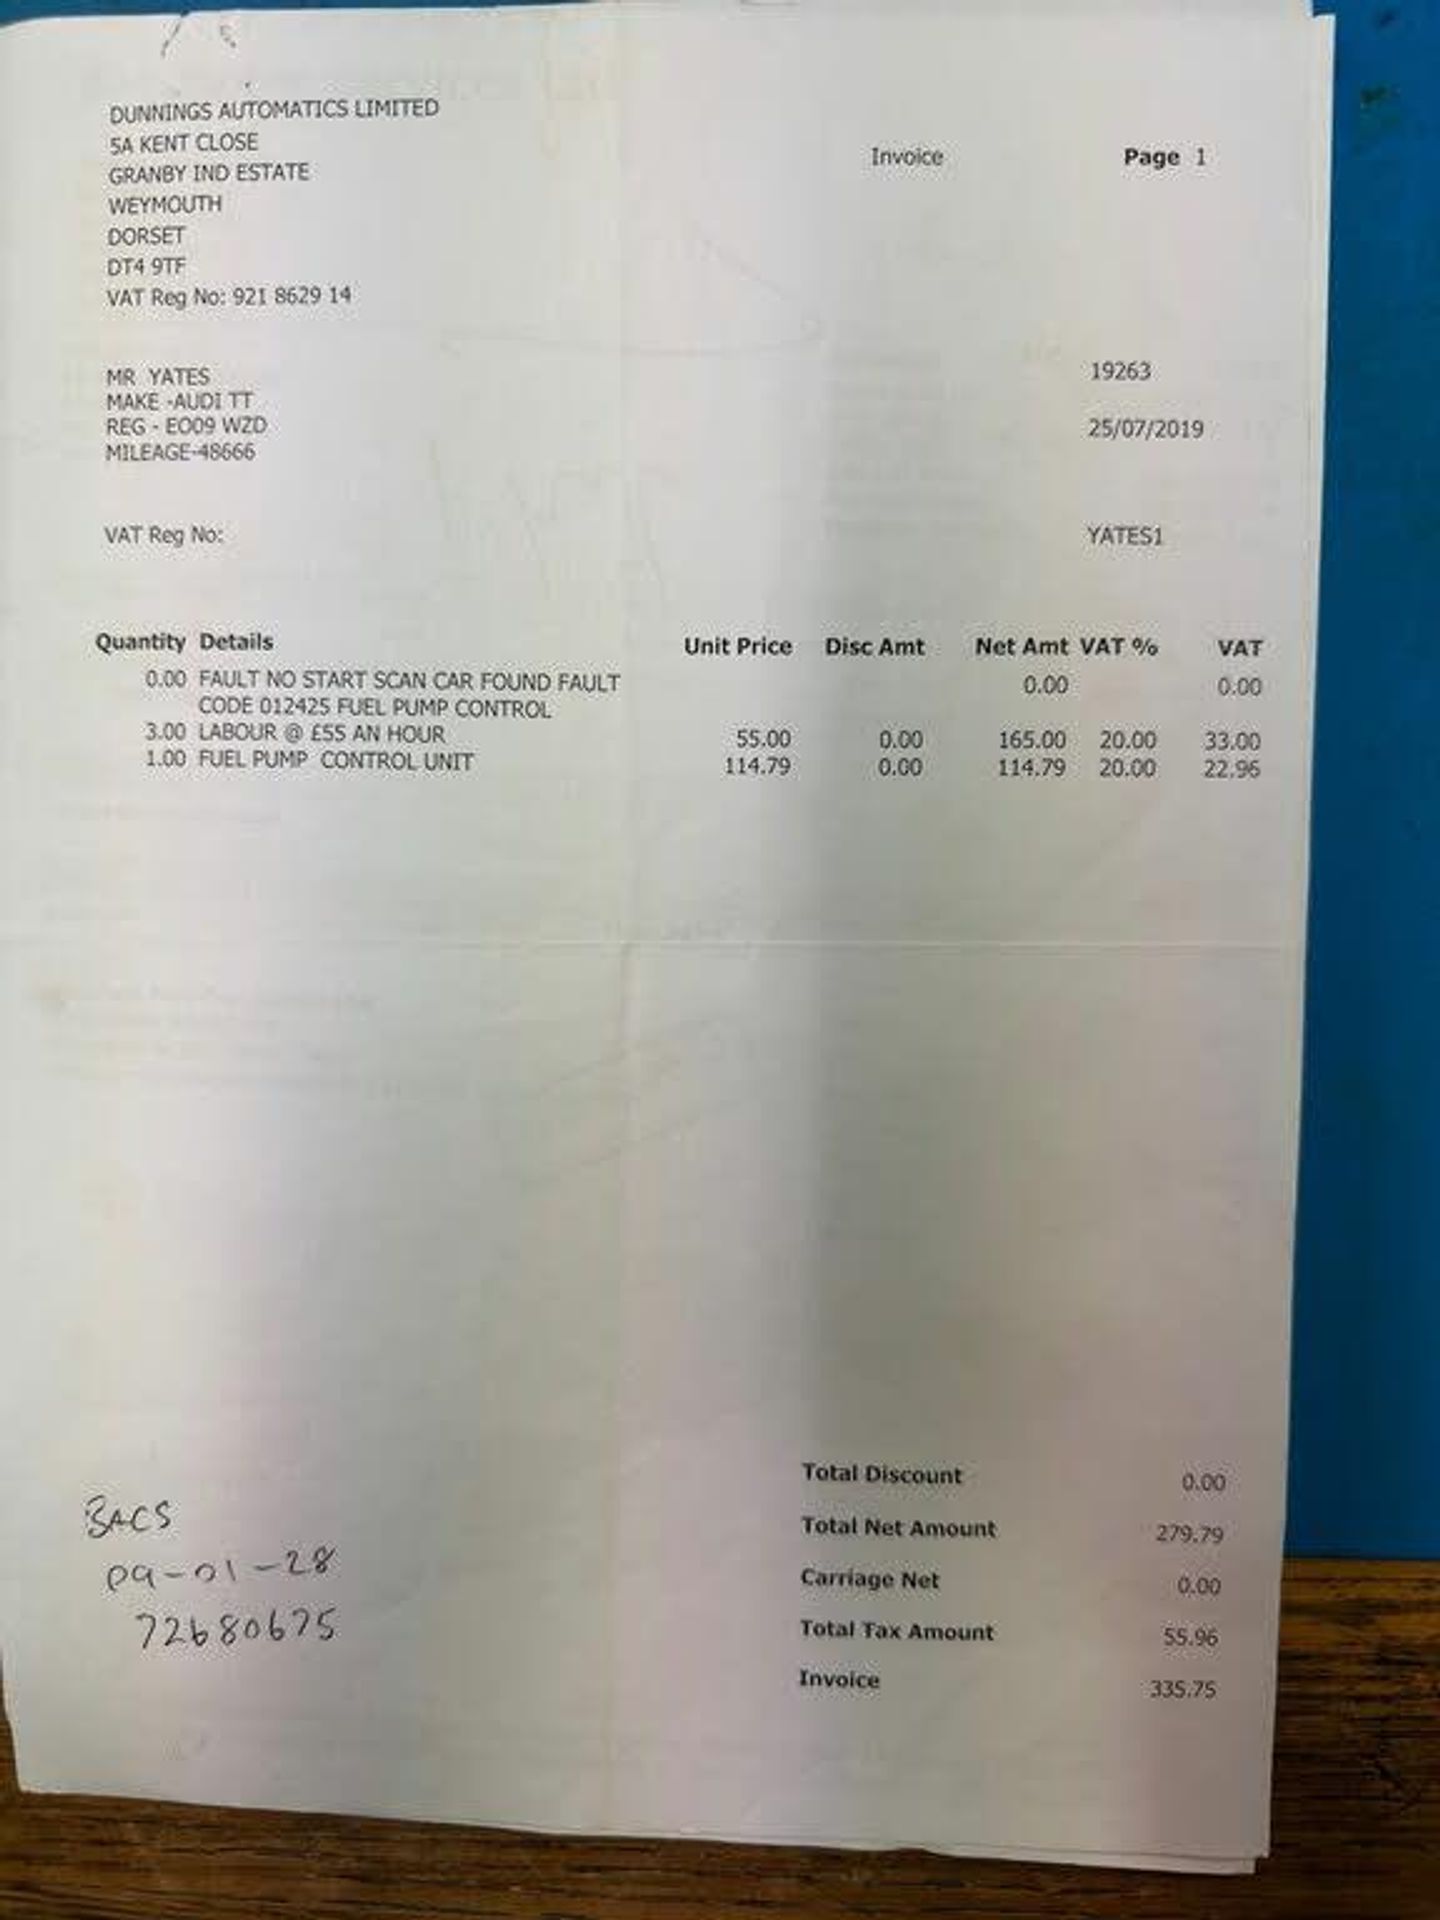 DUNNINGS AUTOMATICS LIMITED
5A KENT CLOSE
GRANBY IND ESTATE
WEYMOUTH
DORSET
DT4 9TF
VAT Reg No: 921 8629 14
Invoice Page 1
MR YATES
MAKE -AUDI TT
REG - EO09 WZD
MILEAGE-48666
19263
25/07/2019
VAT Reg No:
YATES1
Quantity Details Unit Price Disc Amt Net Amt VAT % VAT
0.00 FAULT NO START SCAN CAR FOUND FAULT 0.00 0.00
CODE 012425 FUEL PUMP CONTROL
3.00 LABOUR @ £55 AN HOUR 55.00 0.00 165.00 20.00 33.00
1.00 FUEL PUMP CONTROL UNIT 114.79 0.00 114.79 20.00 22.96
Total Discount 0.00
Total Net Amount 279.79
Carriage Net 0.00
Total Tax Amount 55.96
Invoice 335.75
BACS
09-01-28
72680675